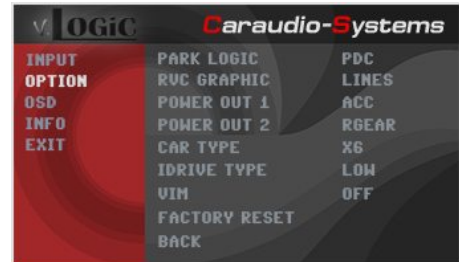 v.LOGiC Caraudio-Systems
INPUT
OPTION
OSD
INFO
EXIT
PARK LOGIC PDC
RVC GRAPHIC LINES
POWER OUT 1 ACC
POWER OUT 2 RGEAR
CAR TYPE X6
IDRIVE TYPE LOW
VIM OFF
FACTORY RESET
BACK